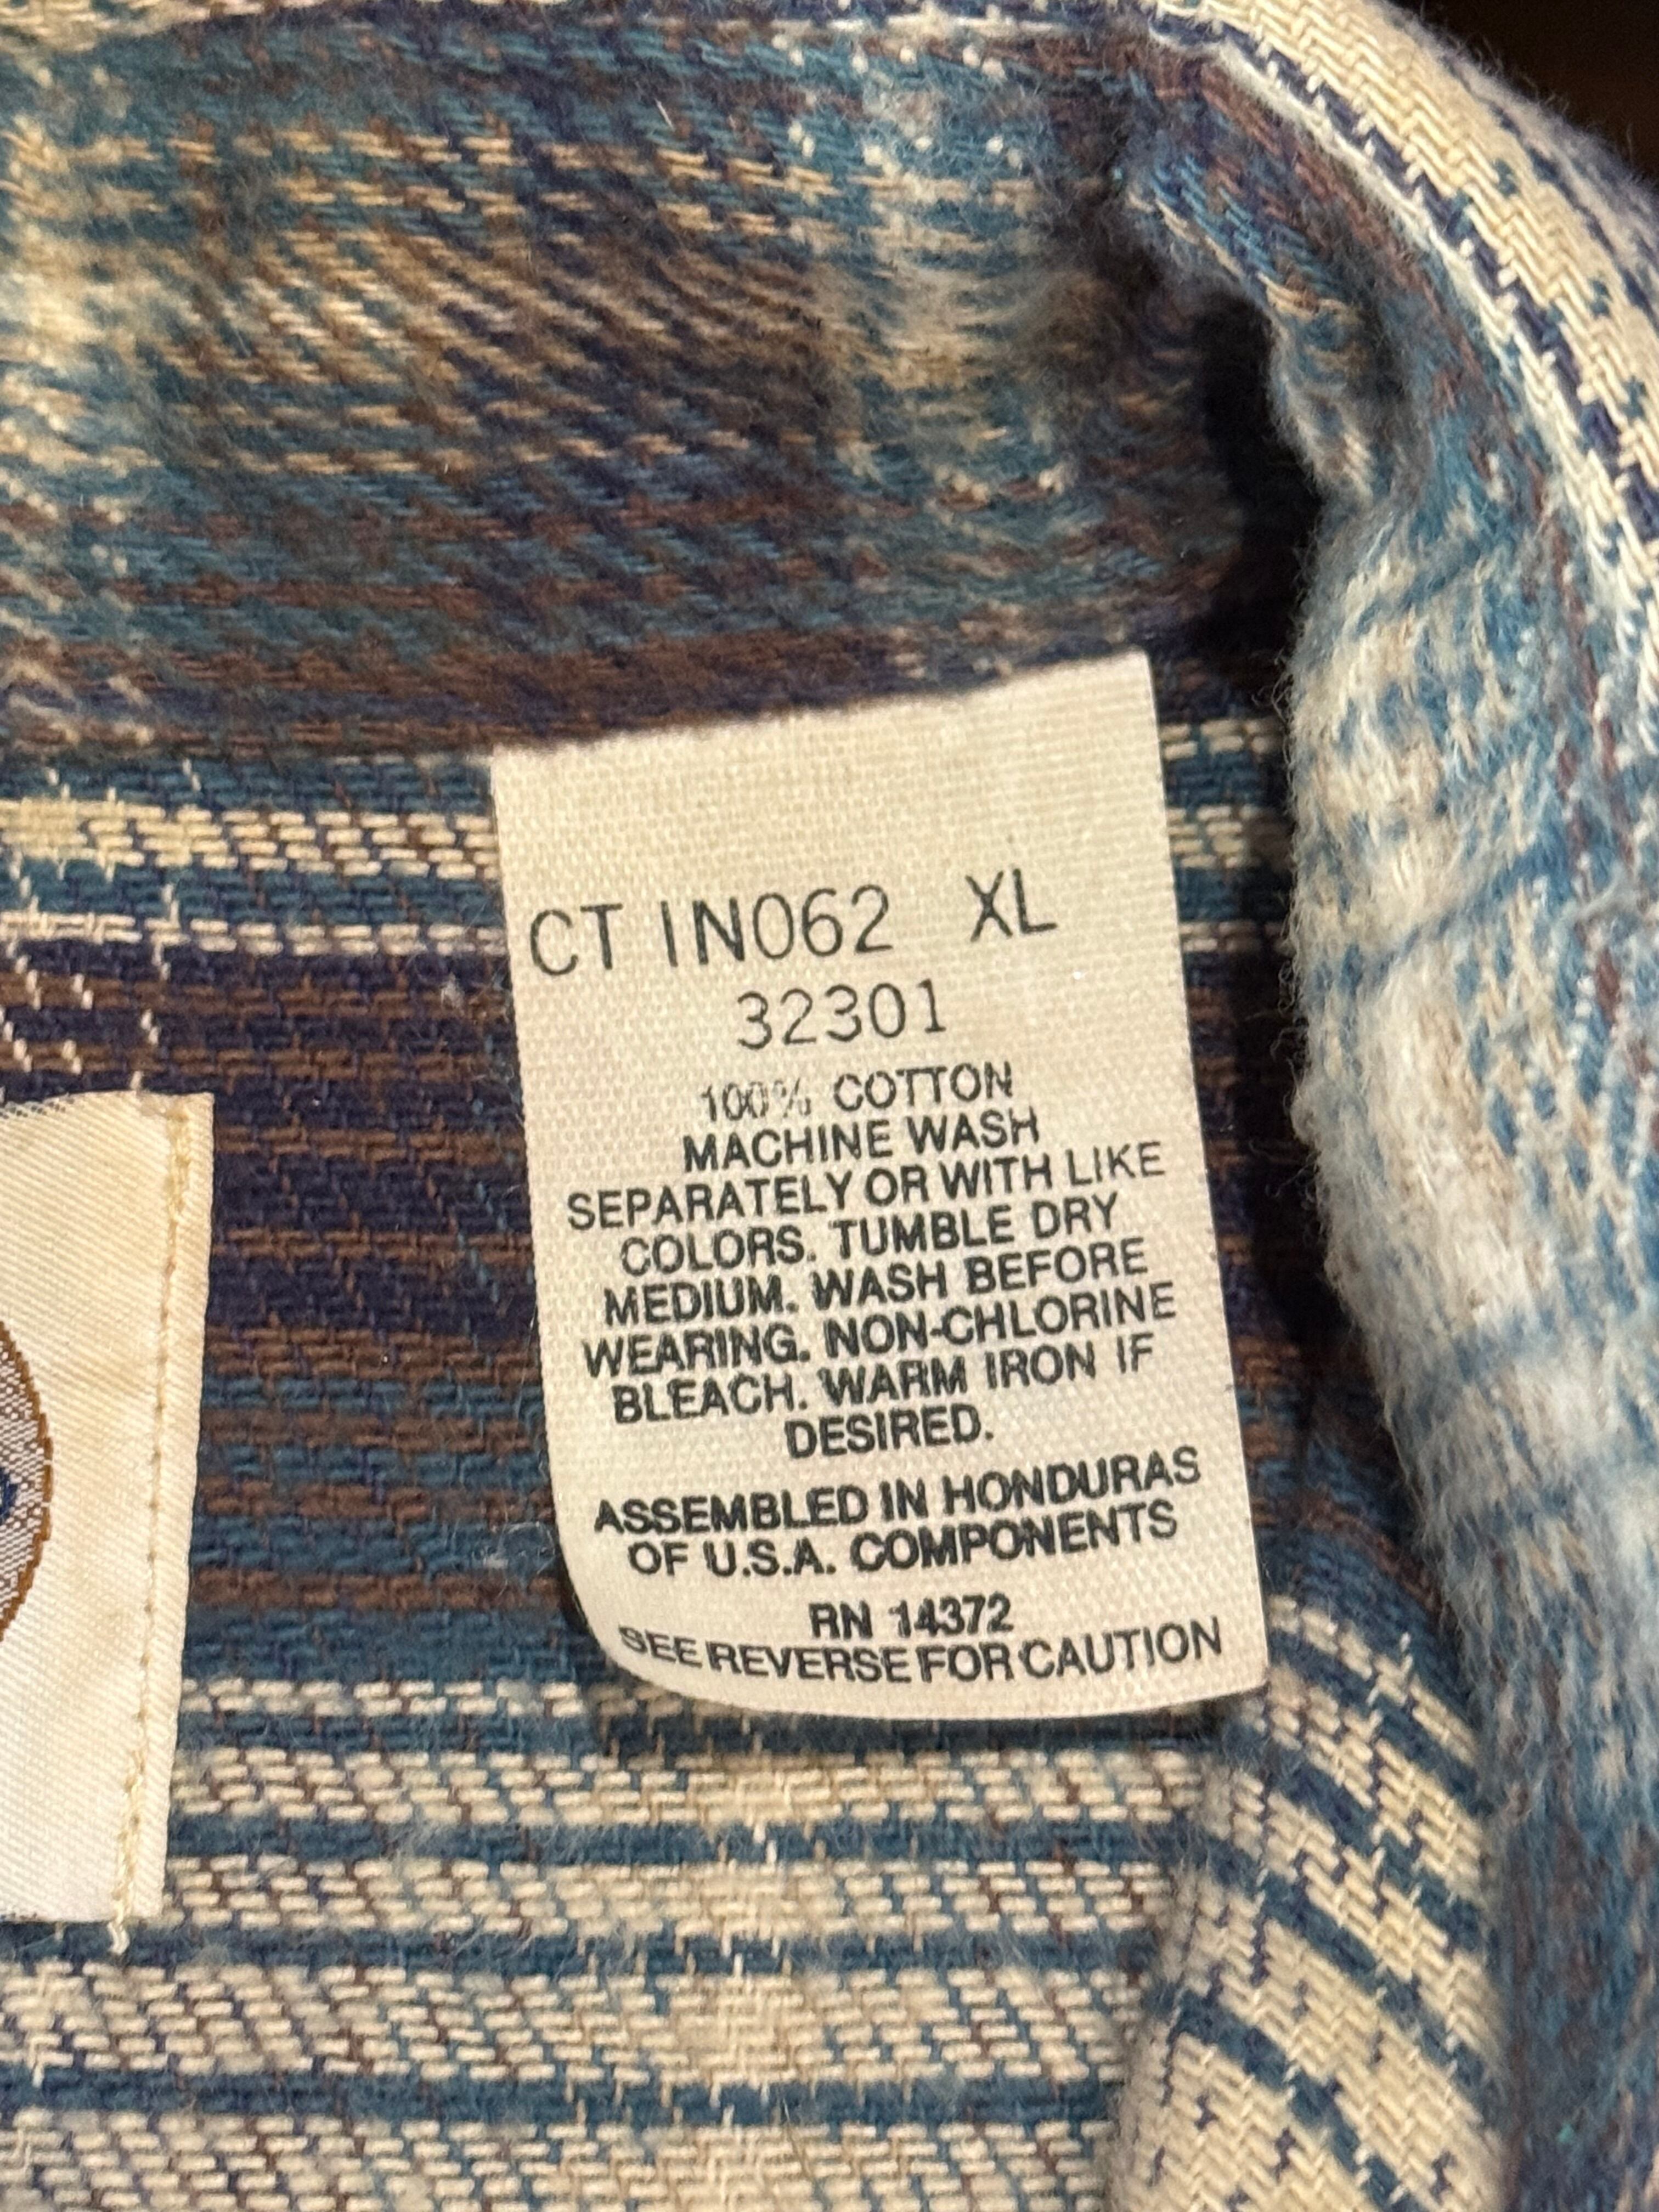 CT IN062 XL
32301
100% COTTON
MACHINE WASH
SEPARATELY OR WITH LIKE
COLORS. TUMBLE DRY
MEDIUM. WASH BEFORE
WEARING. NON-CHLORINE
BLEACH. WARM IRON IF
DESIRED.
ASSEMBLED IN HONDURAS
OF U.S.A. COMPONENTS
RN 14372
SEE REVERSE FOR CAUTION